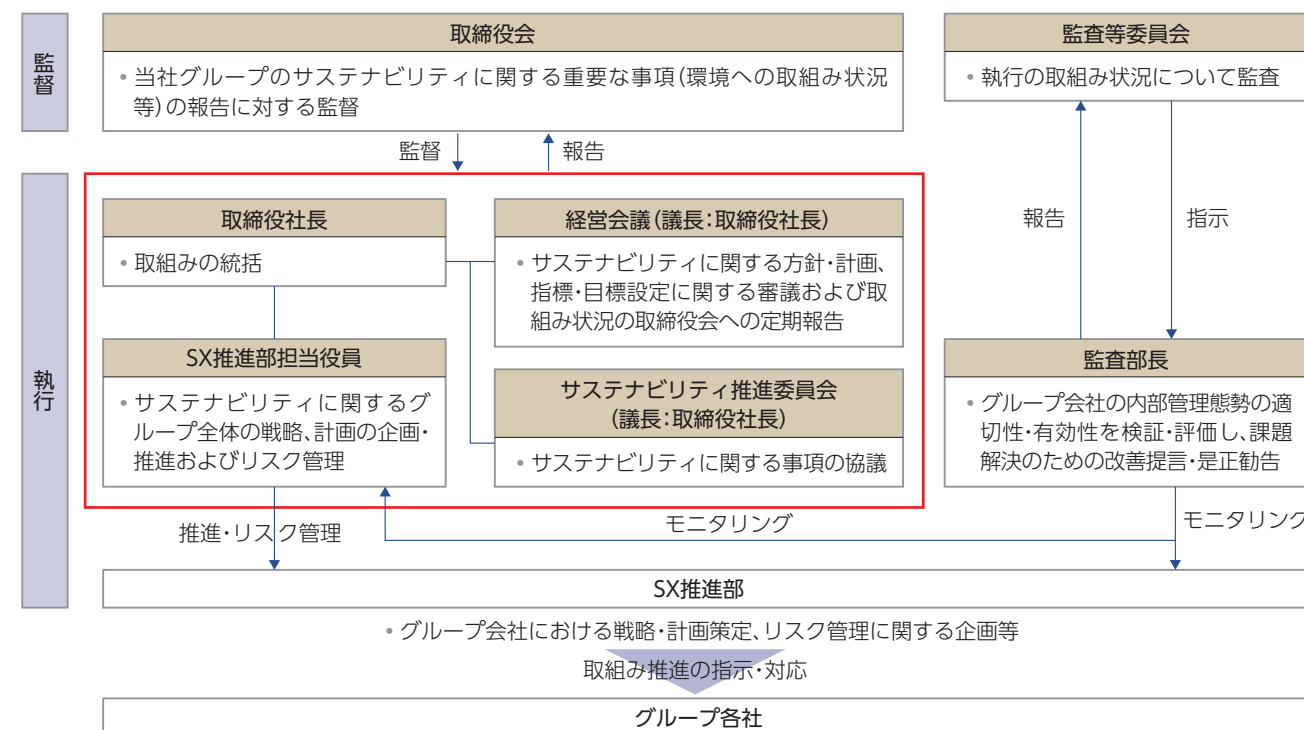 監督
取締役会
• 当社グループのサステナビリティに関する重要な事項(環境への取組み状況
等)の報告に対する監督
監査等委員会
• 執行の取組み状況について監査
監督
報告
執行
取締役社長
• 取組みの統括
経営会議(議長:取締役社長)
• サステナビリティに関する方針・計画、
指標・目標設定に関する審議および取
組み状況の取締役会への定期報告
報告
指示
SX推進部担当役員
• サステナビリティに関するグ
ループ全体の戦略、計画の企画・
推進およびリスク管理
サステナビリティ推進委員会
(議長:取締役社長)
• サステナビリティに関する事項の協議
監査部長
• グループ会社の内部管理態勢の適
切性・有効性を検証・評価し、課題
解決のための改善提言・是正勧告
推進・リスク管理
モニタリング
モニタリング
SX推進部
• グループ会社における戦略・計画策定、リスク管理に関する企画等
取組み推進の指示・対応
グループ各社